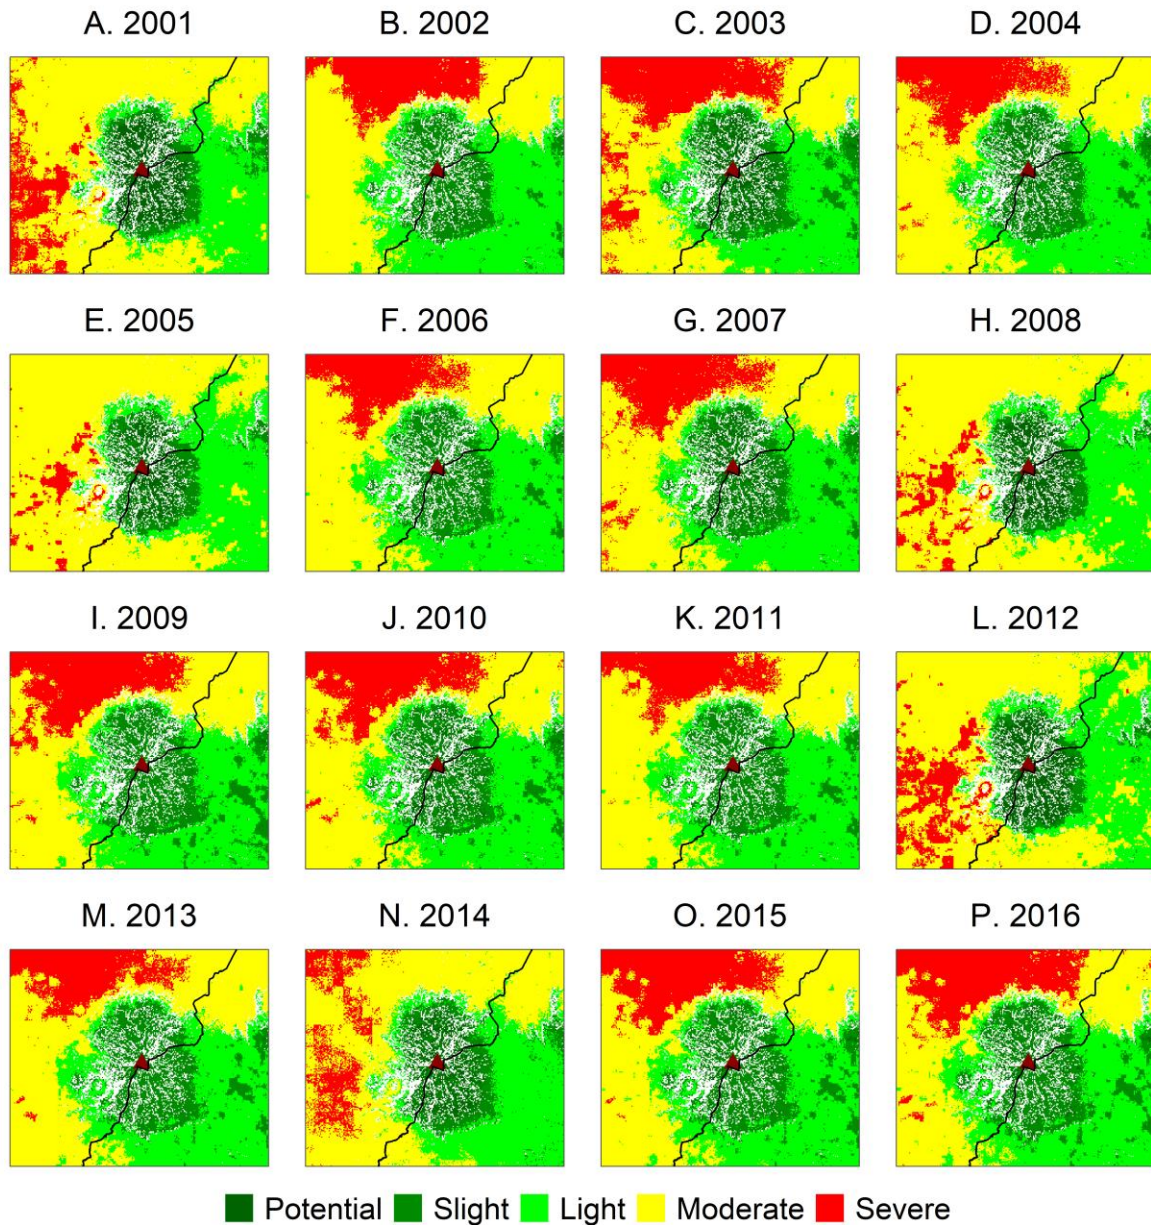 A. 2001 B. 2002 C. 2003 D. 2004
E. 2005 F. 2006 G. 2007 H. 2008
I. 2009 J. 2010 K. 2011 L. 2012
M. 2013 N. 2014 O. 2015 P. 2016
Potential Slight Light Moderate Severe